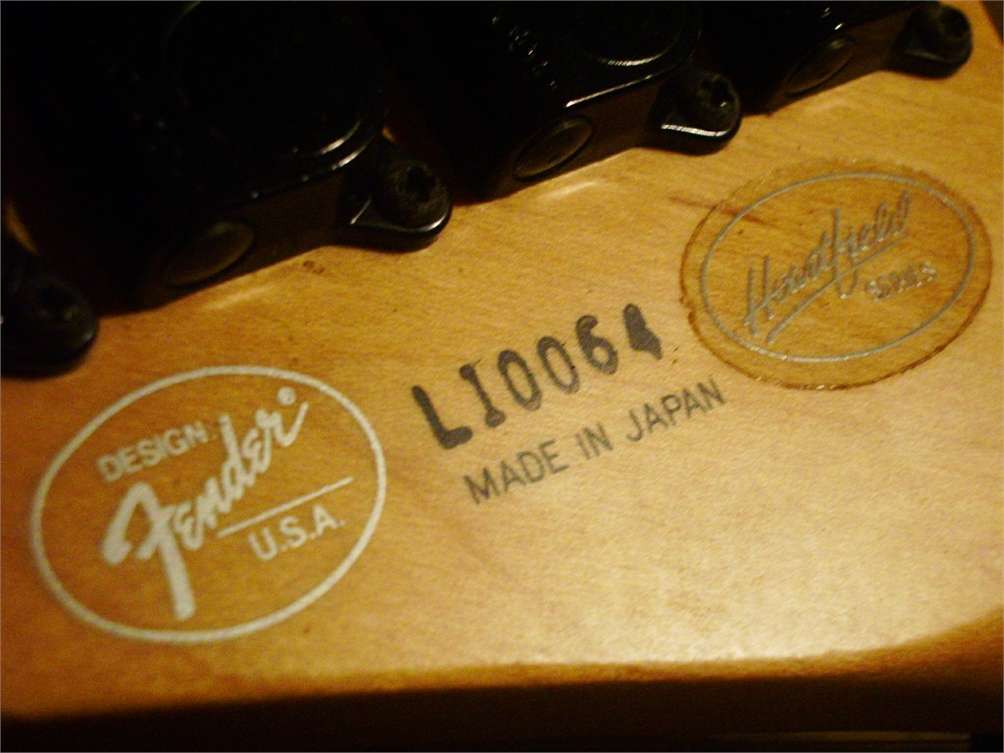 DESIGN.
Fender®
U.S.A.
LI0064
MADE IN JAPAN
Heartfield
SERIES